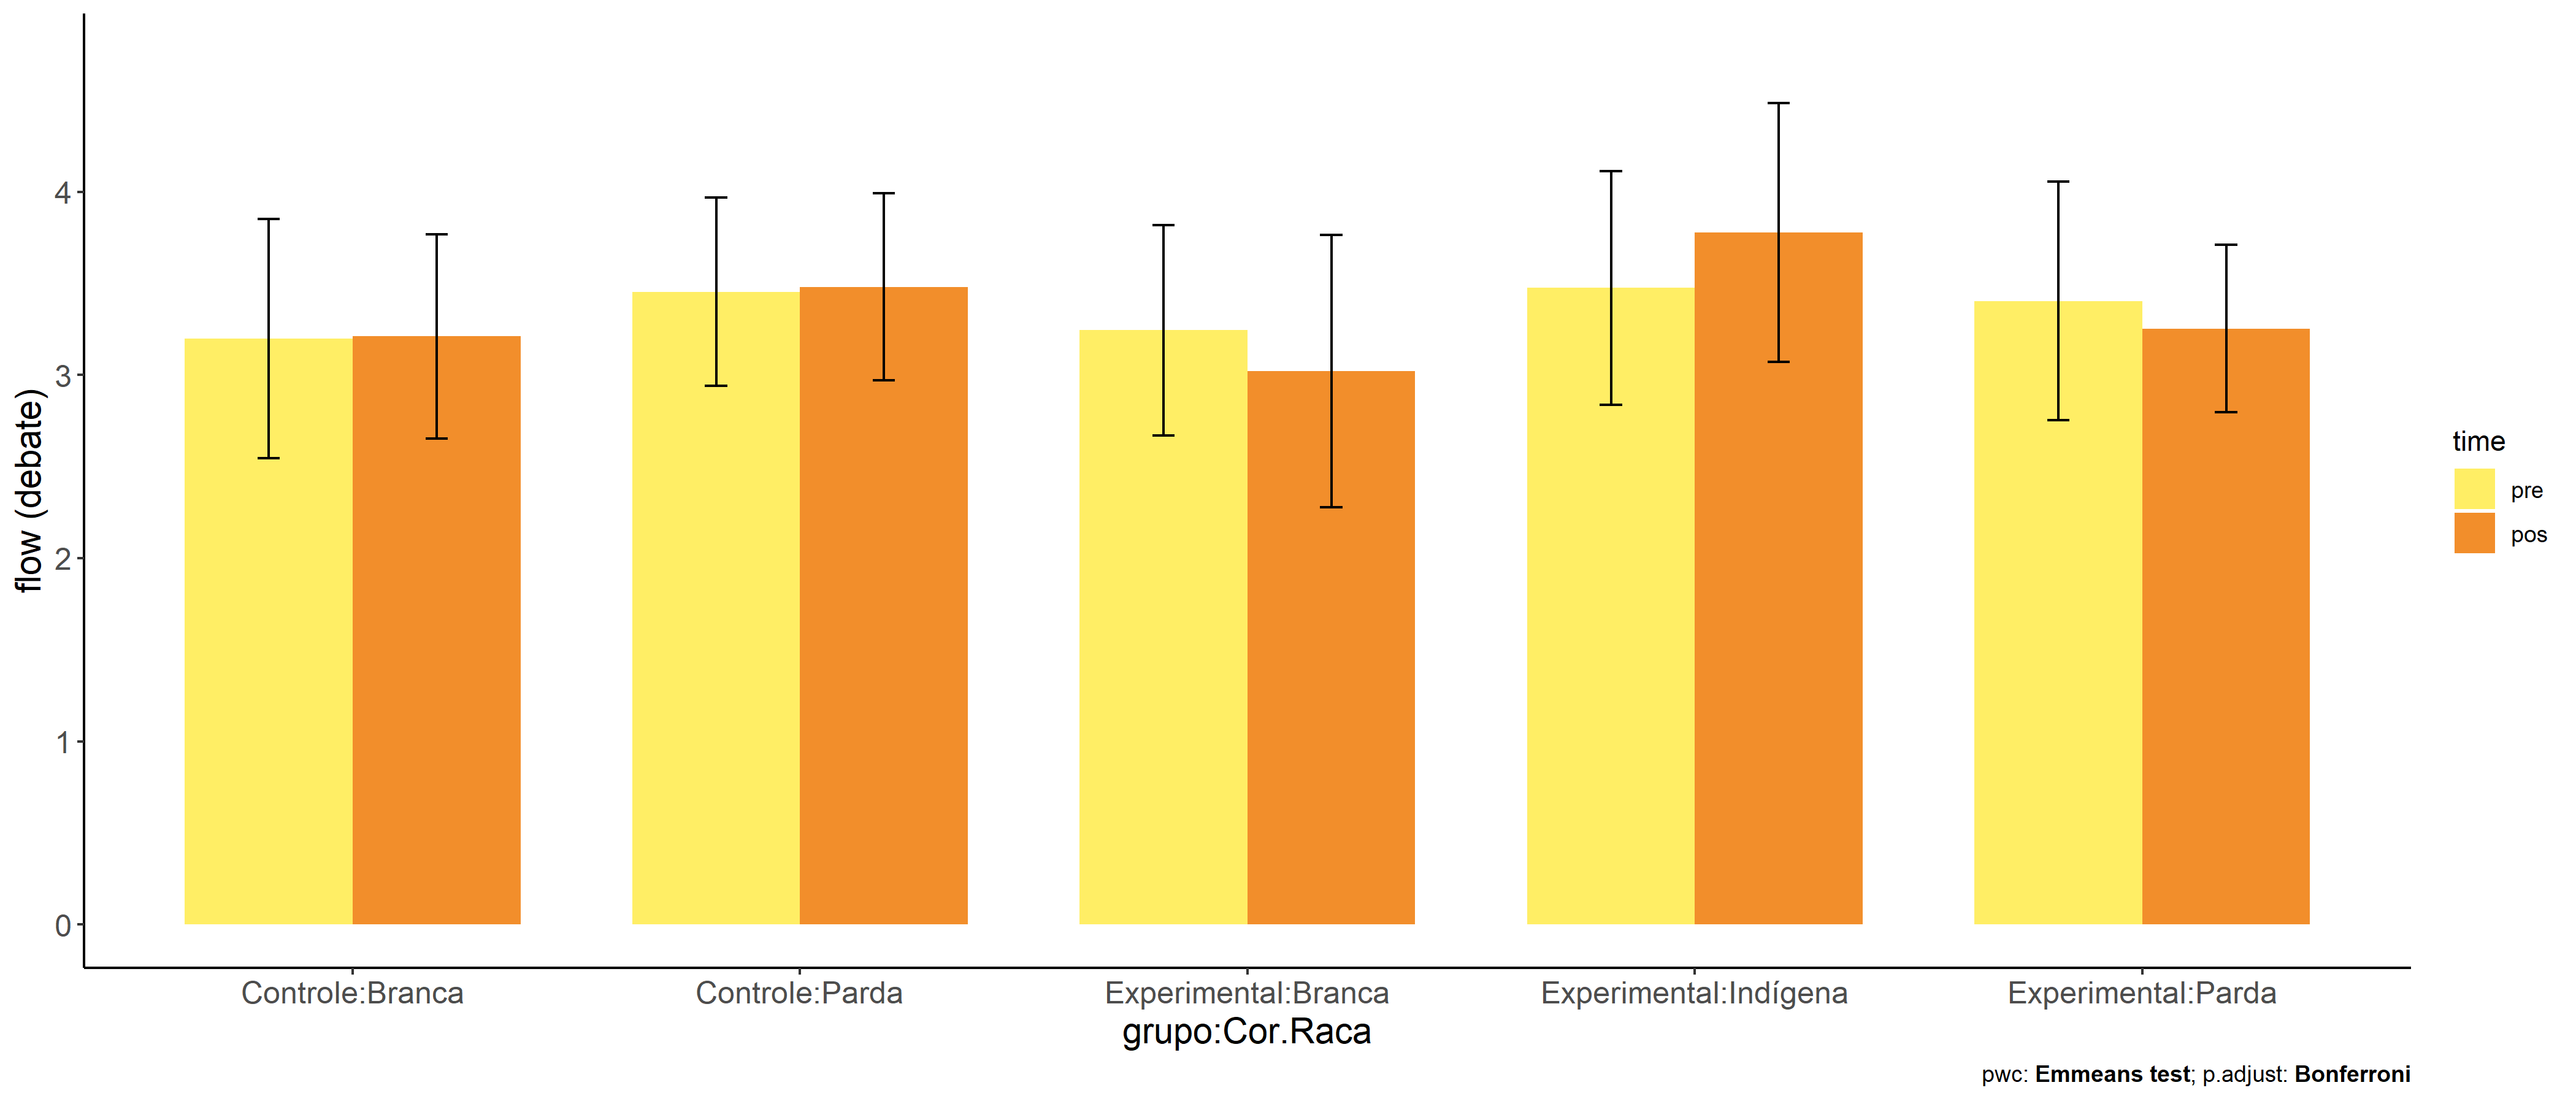 flow (debate)
4
3
2
1
0
Controle:Branca
Controle:Parda
Experimental:Branca
Experimental:Indígena
Experimental:Parda
grupo:Cor.Raca
time
pre
pos
pwc: Emmeans test; p.adjust: Bonferroni